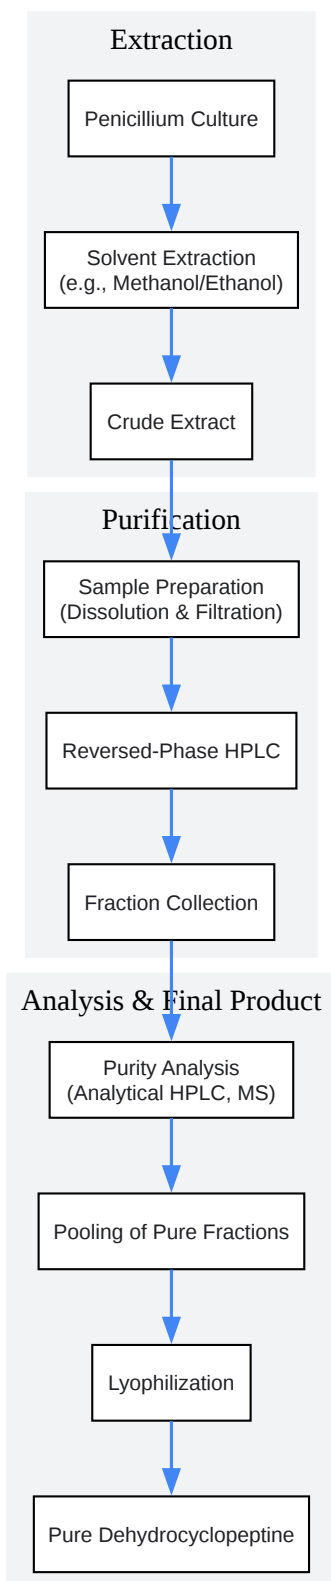 Extraction
Penicillium Culture
Solvent Extraction
(e.g., Methanol/Ethanol)
Crude Extract
Purification
Sample Preparation
(Dissolution & Filtration)
Reversed-Phase HPLC
Fraction Collection
Analysis & Final Product
Purity Analysis
(Analytical HPLC, MS)
Pooling of Pure Fractions
Lyophilization
Pure Dehydrocyclopeptine